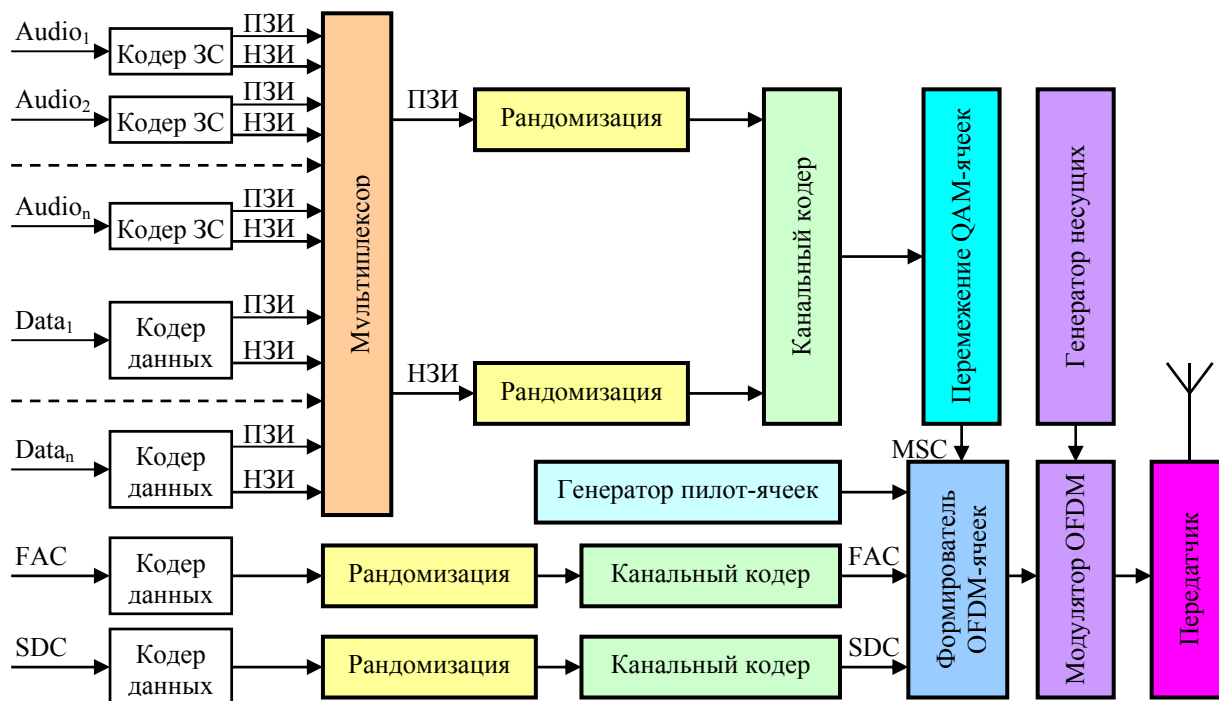 Audio₁
Кодер ЗС
ПЗИ
НЗИ
Audio₂
Кодер ЗС
ПЗИ
НЗИ
Audioₙ
Кодер ЗС
ПЗИ
НЗИ
Data₁
Кодер
данных
ПЗИ
НЗИ
Dataₙ
Кодер
данных
ПЗИ
НЗИ
Мультиплексор
ПЗИ
Рандомизация
НЗИ
Рандомизация
Канальный кодер
Перемежение QAM-ячеек
Генератор несущих
MSC
Генератор пилот-ячеек
FAC
Кодер
данных
Рандомизация
Канальный кодер
FAC
SDC
Кодер
данных
Рандомизация
Канальный кодер
SDC
Формирователь
OFDM-ячеек
Модулятор OFDM
Передатчик